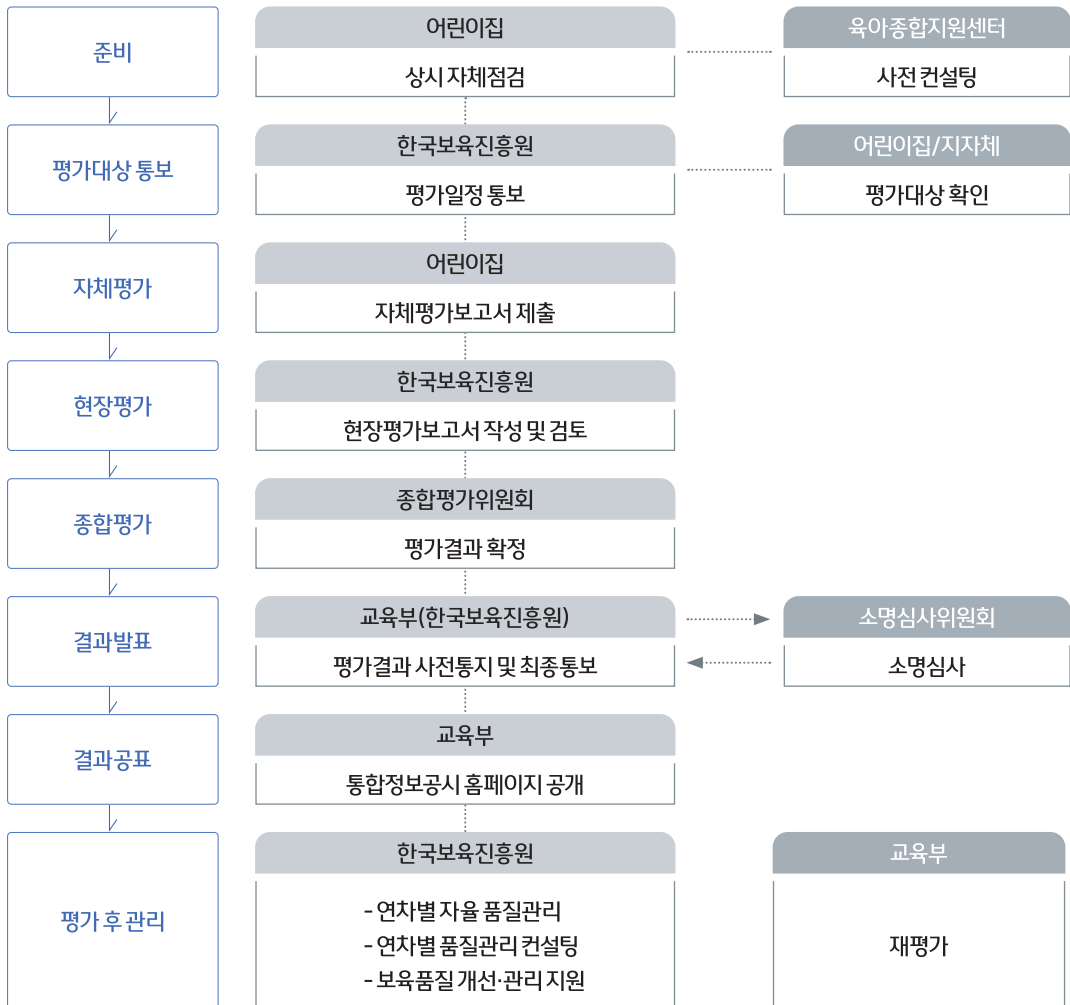 준비
어린이집
상시 자체점검
육아종합지원센터
사전 컨설팅
평가대상 통보
한국보육진흥원
평가일정 통보
어린이집/지자체
평가대상 확인
자체평가
어린이집
자체평가보고서 제출
현장평가
한국보육진흥원
현장평가보고서 작성 및 검토
종합평가
종합평가위원회
평가결과 확정
결과발표
교육부(한국보육진흥원)
평가결과 사전통지 및 최종통보
소명심사위원회
소명심사
결과공표
교육부
통합정보공시 홈페이지 공개
평가 후 관리
한국보육진흥원
- 연차별 자율 품질관리
- 연차별 품질관리 컨설팅
- 보육품질 개선·관리 지원
교육부
재평가